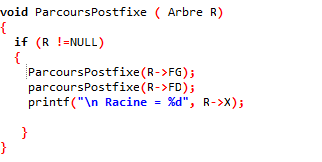 void ParcoursPostfixe ( Arbre R)
{
if (R !=NULL)
{
ParcoursPostfixe(R->FG);
parcoursPostfixe(R->FD);
printf("\n Racine = %d", R->X);
}
}